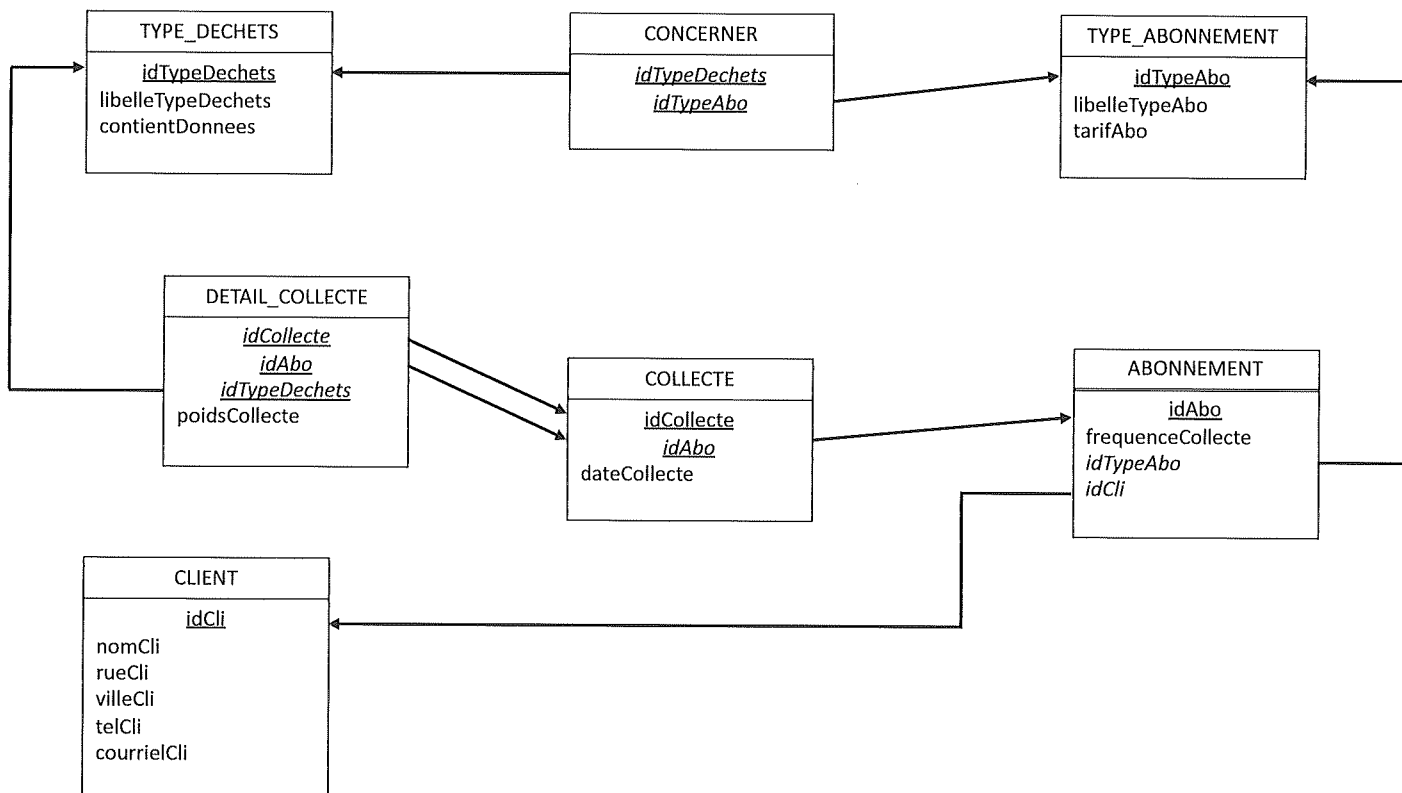 TYPE_DECHETS
idTypeDechets
libelleTypeDechets
contientDonnees
CONCERNER
idTypeDechets
idTypeAbo
TYPE_ABONNEMENT
idTypeAbo
libelleTypeAbo
tarifAbo
DETAIL_COLLECTE
idCollecte
idAbo
idTypeDechets
poidsCollecte
COLLECTE
idCollecte
idAbo
dateCollecte
ABONNEMENT
idAbo
frequenceCollecte
idTypeAbo
idCli
CLIENT
idCli
nomCli
rueCli
villeCli
telCli
courrielCli